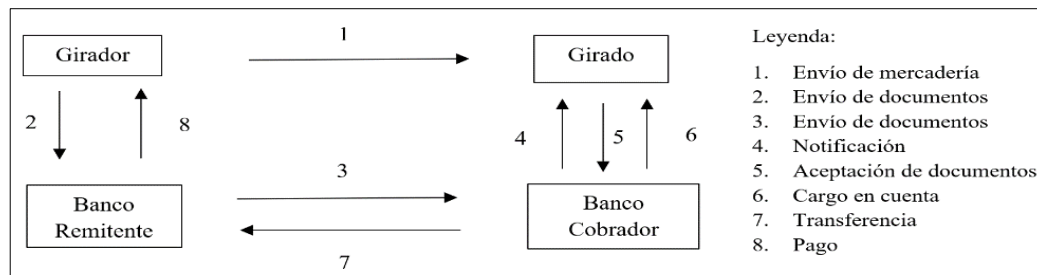 Leyenda:
1
Girador
Girado
1. Envío de mercadería
2. Envío de documentos
2
8
4
5
6
3. Envío de documentos
4. Notificación
3
5. Aceptación de documentos
Banco
Remitente
Banco
Cobrador
6. Cargo en cuenta
7. Transferencia
8. Pago
7